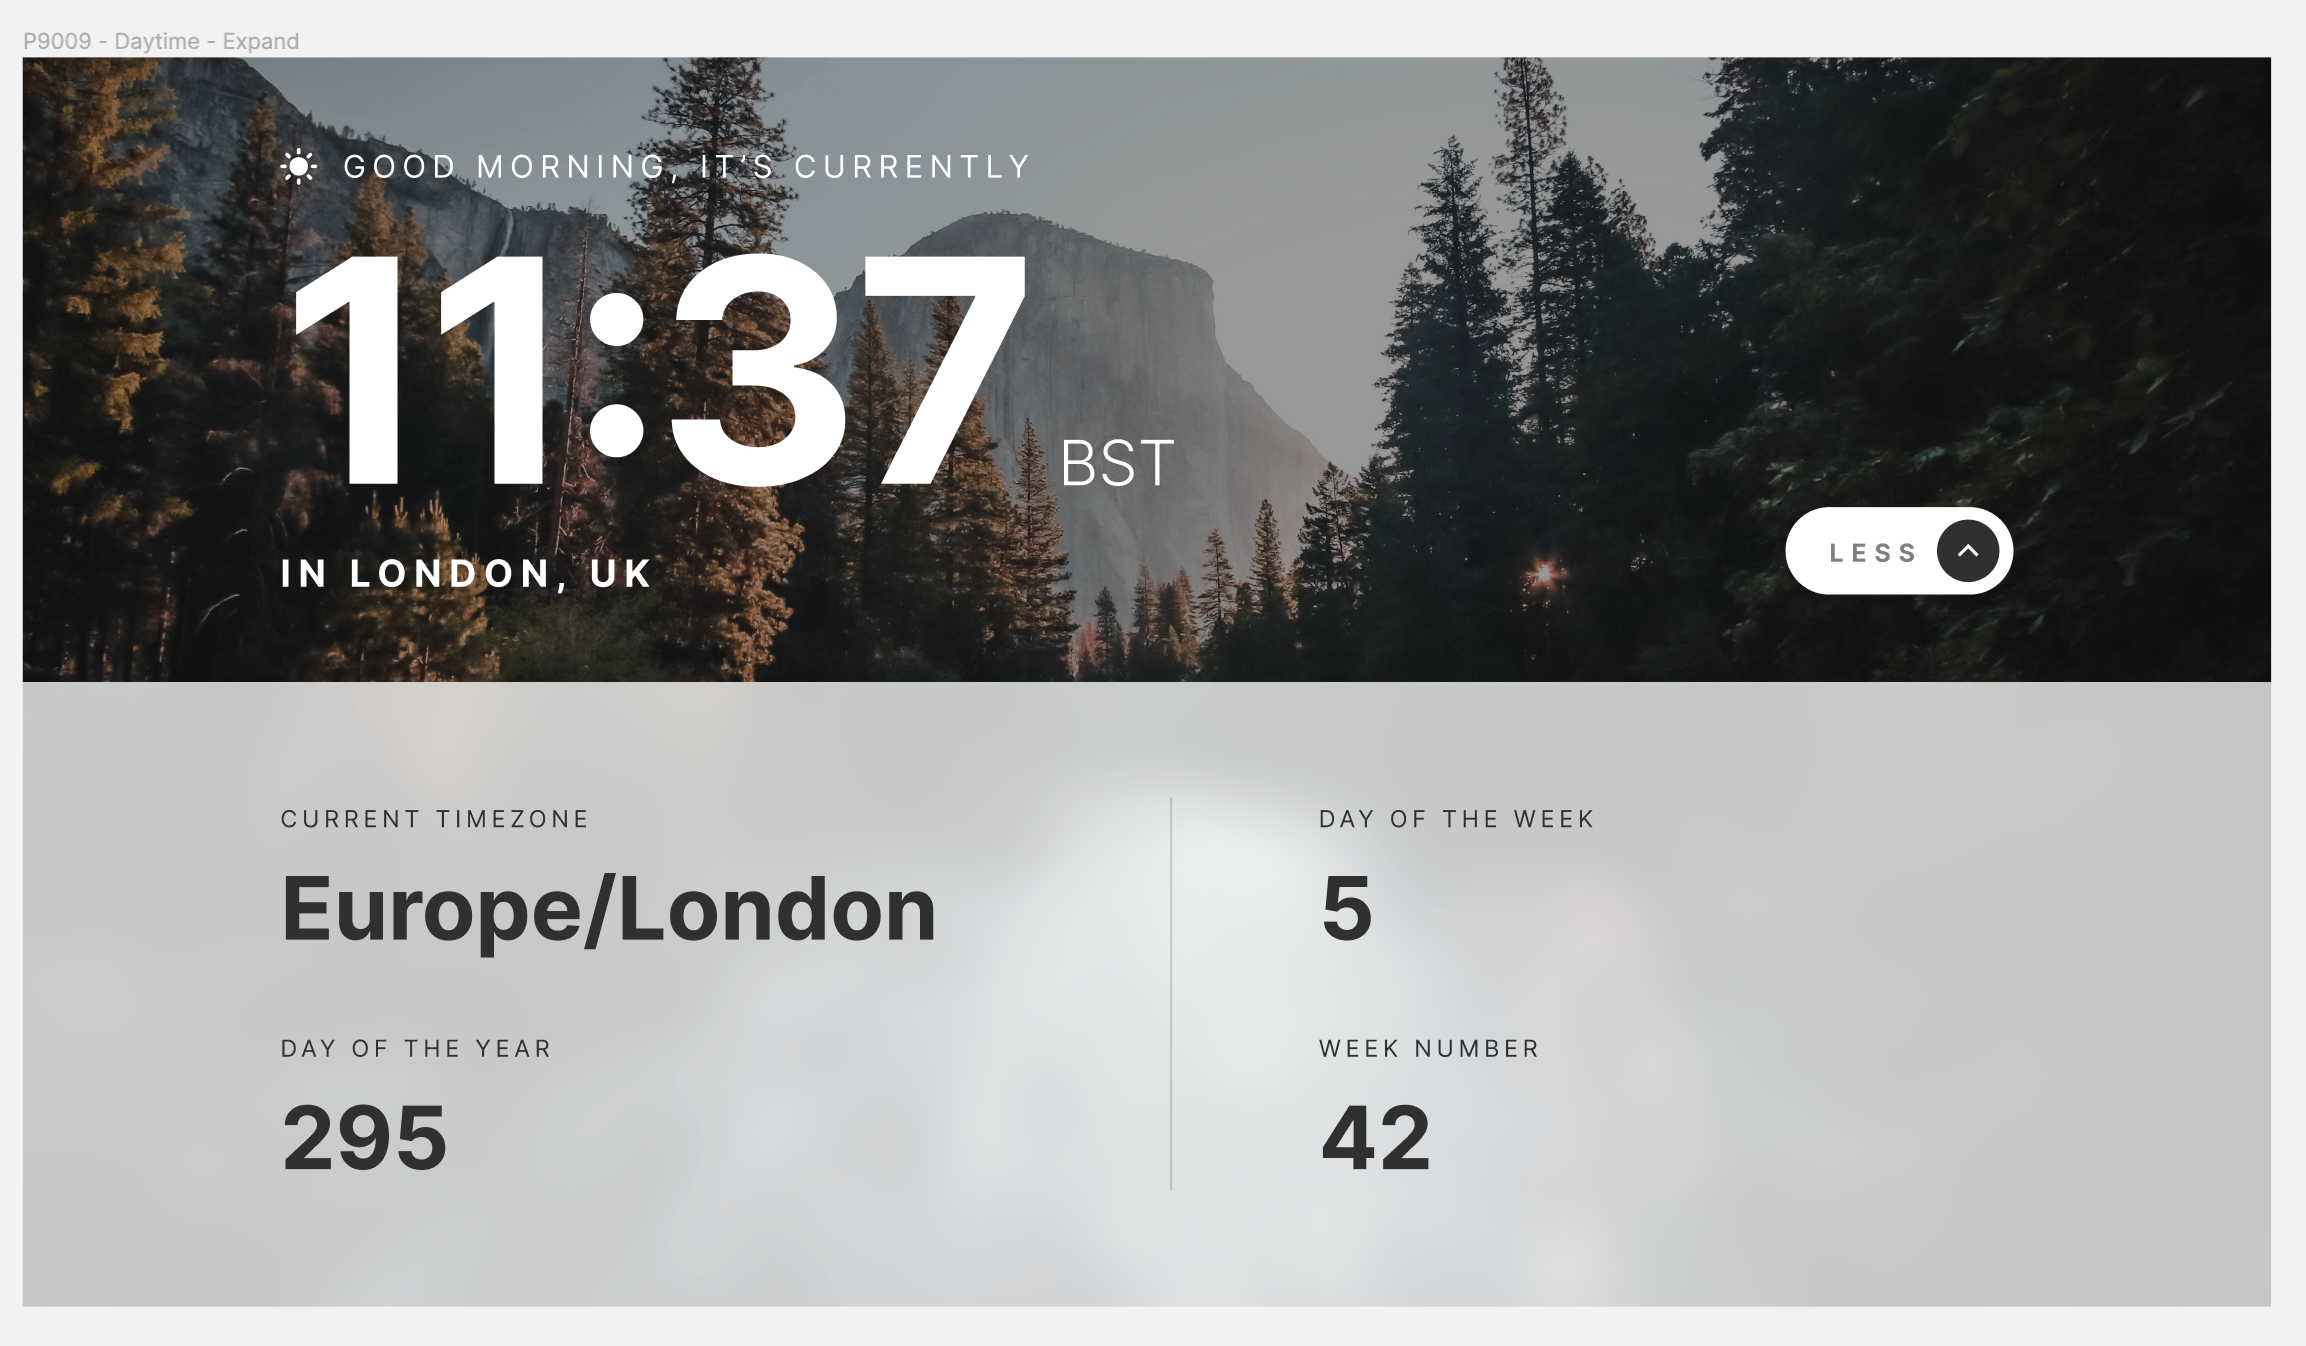 P9009 - Daytime - Expand
GOOD MORNING, IT'S CURRENTLY
11:37 BST
IN LONDON, UK
LESS
CURRENT TIMEZONE
Europe/London
DAY OF THE YEAR
295
DAY OF THE WEEK
5
WEEK NUMBER
42